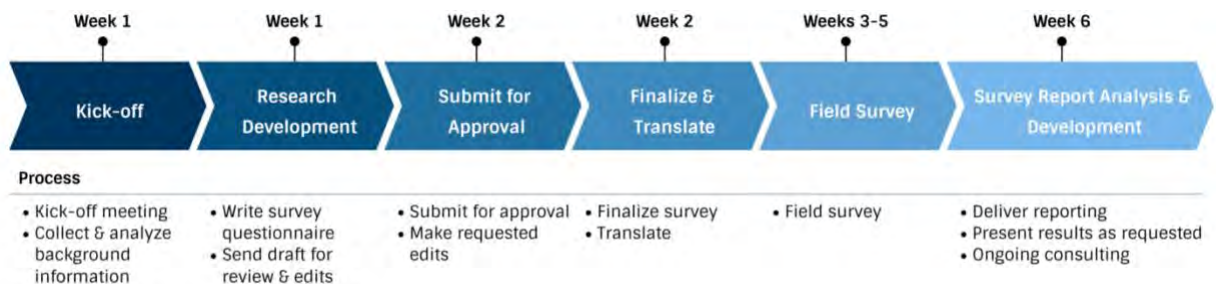 Week 1
Week 1
Week 2
Week 2
Weeks 3-5
Week 6
Kick-off
Research
Development
Submit for
Approval
Finalize &
Translate
Field Survey
Survey Report Analysis &
Development
Process
• Kick-off meeting
• Collect & analyze
background
information
• Write survey
questionnaire
• Send draft for
review & edits
• Submit for approval
• Make requested
edits
• Finalize survey
• Translate
• Field survey
• Deliver reporting
• Present results as requested
• Ongoing consulting